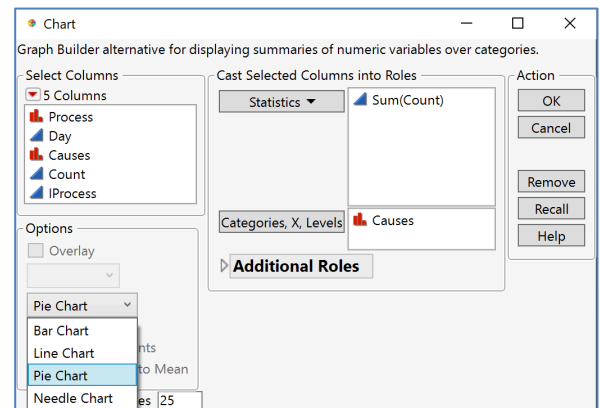 Chart
Graph Builder alternative for displaying summaries of numeric variables over categories.
Select Columns
5 Columns
Process
Day
Causes
Count
IProcess
Cast Selected Columns into Roles
Statistics
Sum(Count)
Categories, X, Levels
Causes
Additional Roles
Action
OK
Cancel
Remove
Recall
Help
Options
Overlay
Pie Chart
Bar Chart
Line Chart
Pie Chart
Needle Chart
nts
to Mean
es 25